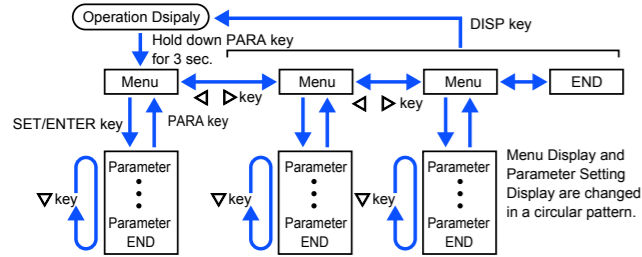 Operation Dsipaly
DISP key
Hold down PARA key
for 3 sec.
Menu
Menu
Menu
END
◁ ▷ key
◁ ▷ key
SET/ENTER key
PARA key
Parameter
Parameter
END
▽ key
Parameter
Parameter
END
▽ key
Parameter
Parameter
END
▽ key
Menu Display and
Parameter Setting
Display are changed
in a circular pattern.